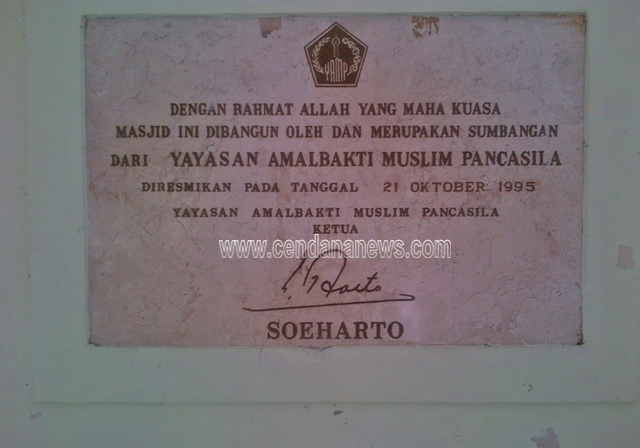 YAMP
DENGAN RAHMAT ALLAH YANG MAHA KUASA
MASJID INI DIBANGUN OLEH DAN MERUPAKAN SUMBANGAN
DARI YAYASAN AMALBAKTI MUSLIM PANCASILA
DIRESMIKAN PADA TANGGAL 21 OKTOBER 1995
YAYASAN AMALBAKTI MUSLIM PANCASILA
KETUA
www.cendananews.com
SOEHARTO